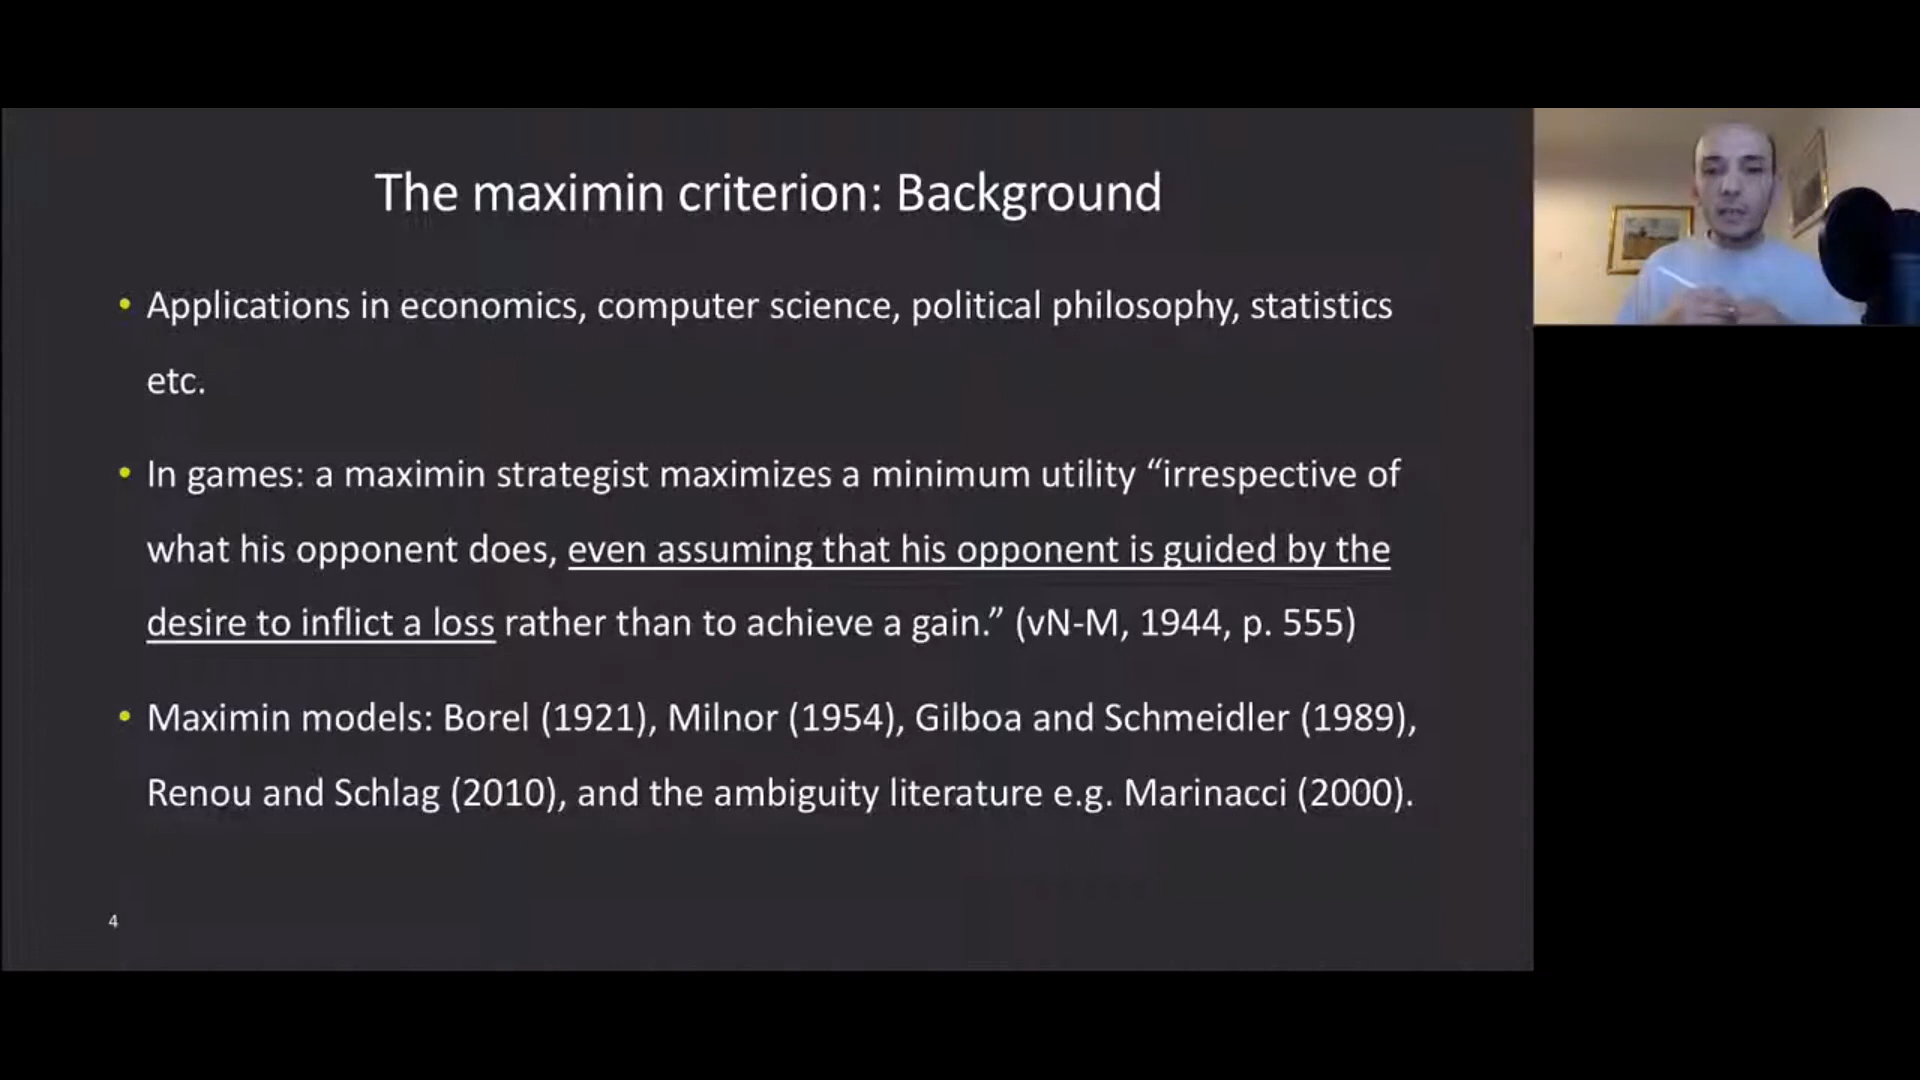 The maximin criterion: Background
• Applications in economics, computer science, political philosophy, statistics
etc.
• In games: a maximin strategist maximizes a minimum utility “irrespective of
what his opponent does, even assuming that his opponent is guided by the
desire to inflict a loss rather than to achieve a gain.” (vN-M, 1944, p. 555)
• Maximin models: Borel (1921), Milnor (1954), Gilboa and Schmeidler (1989),
Renou and Schlag (2010), and the ambiguity literature e.g. Marinacci (2000).
4